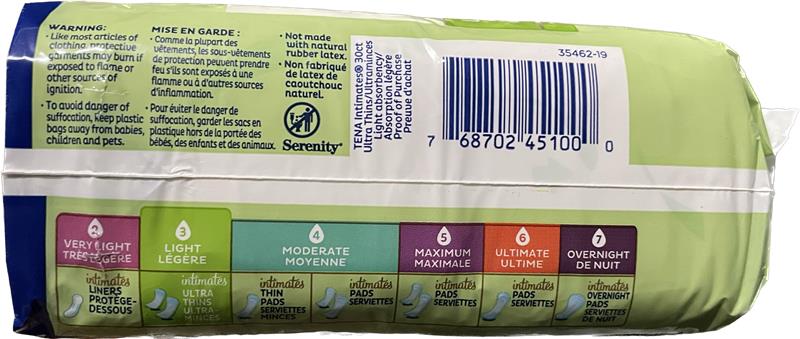 WARNING:
• Like most articles of
clothing, protective
garments may burn if
exposed to flame or
other sources of
ignition.
• To avoid danger of
suffocation, keep plastic
bags away from babies,
children and pets.
MISE EN GARDE :
• Comme la plupart des
vêtements, les sous-vêtements
de protection peuvent prendre
feu s'ils sont exposés à une
flamme ou à d'autres sources
d'inflammation.
• Pour éviter le danger de
suffocation, garder les sacs en
plastique hors de la portée des
bébés, des enfants et des animaux.
• Not made
with natural
rubber latex.
• Non fabriqué
de latex de
caoutchouc
naturel.
Serenity®
TENA Intimates® 30ct
Ultra Thins/Ultraminces
Light absorbency/
Absorption légère
Proof of Purchase
Preuve d'achat
35462-19
7 68702 45100 0
2
VERY LIGHT
TRÈS LÉGÈRE
intimates
LINERS
PROTÈGE-
DESSOUS
3
LIGHT
LÉGÈRE
intimates
ULTRA
THINS
ULTRA-
MINCES
4
MODERATE
MOYENNE
intimates
THIN
PADS
SERVIETTES
MINCES
intimates
PADS
SERVIETTES
5
MAXIMUM
MAXIMALE
intimates
PADS
SERVIETTES
6
ULTIMATE
ULTIME
intimates
PADS
SERVIETTES
7
OVERNIGHT
DE NUIT
intimates
OVERNIGHT
PADS
SERVIETTES
DE NUIT